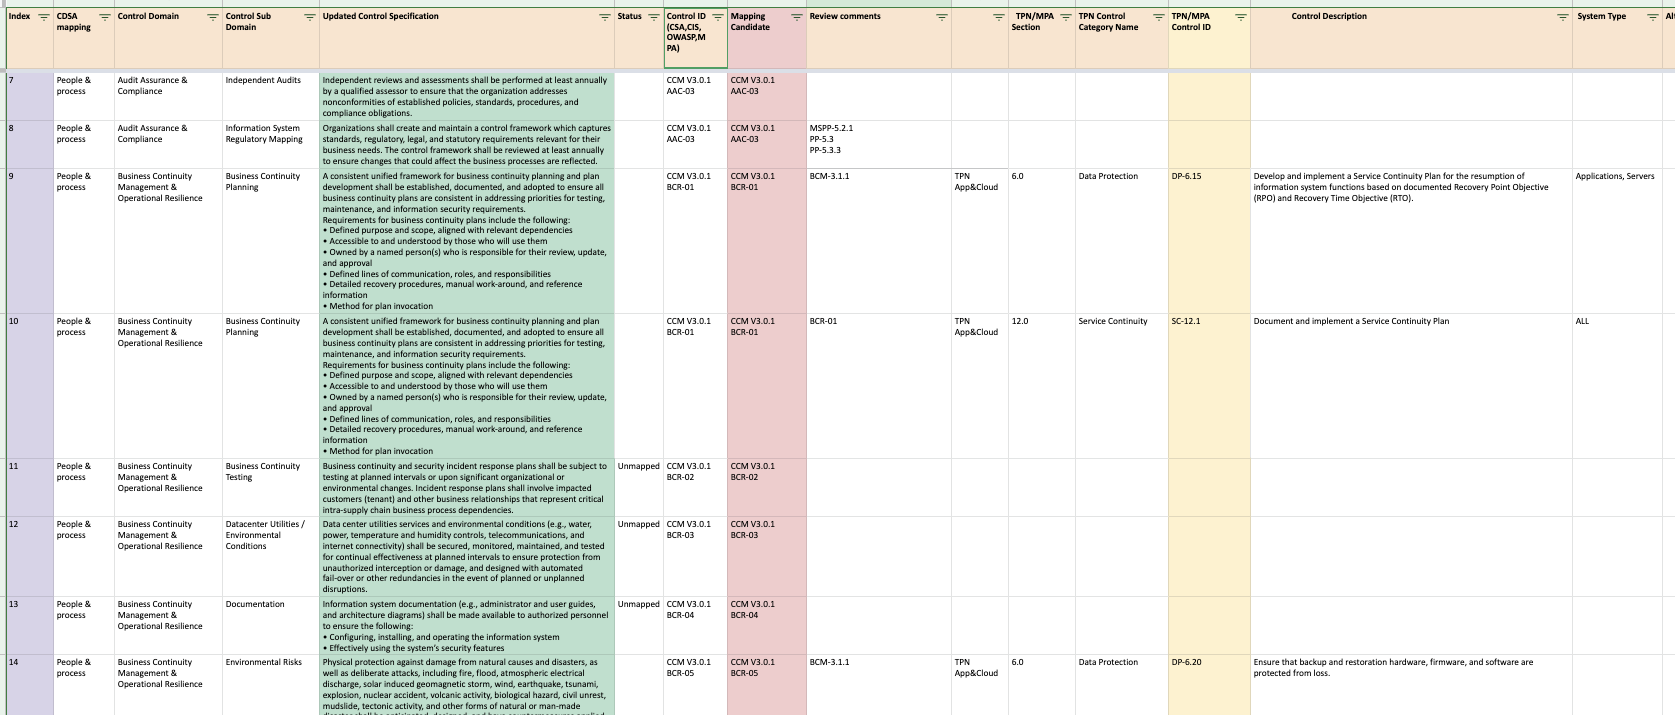 Index CDSA mapping Control Domain Control Sub Domain Updated Control Specification Status Control ID (CSA,CIS, OWASP,M PA) Mapping Candidate Review comments TPN/MPA Section TPN Control Category Name TPN/MPA Control ID Control Description System Type
7
People &
process
Audit Assurance &
Compliance
Independent Audits
Independent reviews and assessments shall be performed at least annually
by a qualified assessor to ensure that the organization addresses
nonconformities of established policies, standards, procedures, and
compliance obligations.
CCM V3.0.1
AAC-03
CCM V3.0.1
AAC-03
8
People &
process
Audit Assurance &
Compliance
Information System
Regulatory Mapping
Organizations shall create and maintain a control framework which captures
standards, regulatory, legal, and statutory requirements relevant for their
business needs. The control framework shall be reviewed at least annually
to ensure changes that could affect the business processes are reflected.
CCM V3.0.1
AAC-03
CCM V3.0.1
AAC-03
MSPP-5.2.1
PP-5.3
PP-5.3.3
9
People &
process
Business Continuity
Management &
Operational Resilience
Business Continuity
Planning
A consistent unified framework for business continuity planning and plan
development shall be established, documented, and adopted to ensure all
business continuity plans are consistent in addressing priorities for testing,
maintenance, and information security requirements.
Requirements for business continuity plans include the following:
• Defined purpose and scope, aligned with relevant dependencies
• Accessible to and understood by those who will use them
• Owned by a named person(s) who is responsible for their review, update,
and approval
• Defined lines of communication, roles, and responsibilities
• Detailed recovery procedures, manual work-around, and reference
information
• Method for plan invocation
CCM V3.0.1
BCR-01
CCM V3.0.1
BCR-01
BCM-3.1.1
TPN
App&Cloud
6.0
Data Protection
DP-6.15
Develop and implement a Service Continuity Plan for the resumption of
information system functions based on documented Recovery Point Objective
(RPO) and Recovery Time Objective (RTO).
Applications, Servers
10
People &
process
Business Continuity
Management &
Operational Resilience
Business Continuity
Planning
A consistent unified framework for business continuity planning and plan
development shall be established, documented, and adopted to ensure all
business continuity plans are consistent in addressing priorities for testing,
maintenance, and information security requirements.
Requirements for business continuity plans include the following:
• Defined purpose and scope, aligned with relevant dependencies
• Accessible to and understood by those who will use them
• Owned by a named person(s) who is responsible for their review, update,
and approval
• Defined lines of communication, roles, and responsibilities
• Detailed recovery procedures, manual work-around, and reference
information
• Method for plan invocation
CCM V3.0.1
BCR-01
CCM V3.0.1
BCR-01
BCR-01
TPN
App&Cloud
12.0
Service Continuity
SC-12.1
Document and implement a Service Continuity Plan
ALL
11
People &
process
Business Continuity
Management &
Operational Resilience
Business Continuity
Testing
Business continuity and security incident response plans shall be subject to
testing at planned intervals or upon significant organizational or
environmental changes. Incident response plans shall involve impacted
customers (tenant) and other business relationships that represent critical
intra-supply chain business process dependencies.
Unmapped
CCM V3.0.1
BCR-02
CCM V3.0.1
BCR-02
12
People &
process
Business Continuity
Management &
Operational Resilience
Datacenter Utilities /
Environmental
Conditions
Data center utilities services and environmental conditions (e.g., water,
power, temperature and humidity controls, telecommunications, and
internet connectivity) shall be secured, monitored, maintained, and tested
for continual effectiveness at planned intervals to ensure protection from
unauthorized interception or damage, and designed with automated
fail-over or other redundancies in the event of planned or unplanned
disruptions.
Unmapped
CCM V3.0.1
BCR-03
CCM V3.0.1
BCR-03
13
People &
process
Business Continuity
Management &
Operational Resilience
Documentation
Information system documentation (e.g., administrator and user guides,
and architecture diagrams) shall be made available to authorized personnel
to ensure the following:
• Configuring, installing, and operating the information system
• Effectively using the system's security features
Unmapped
CCM V3.0.1
BCR-04
CCM V3.0.1
BCR-04
14
People &
process
Business Continuity
Management &
Operational Resilience
Environmental Risks
Physical protection against damage from natural causes and disasters, as
well as deliberate attacks, including fire, flood, atmospheric electrical
discharge, solar induced geomagnetic storm, wind, earthquake, tsunami,
explosion, nuclear accident, volcanic activity, biological hazard, civil unrest,
mudslide, tectonic activity, and other forms of natural or man-made
CCM V3.0.1
BCR-05
CCM V3.0.1
BCR-05
BCM-3.1.1
TPN
App&Cloud
6.0
Data Protection
DP-6.20
Ensure that backup and restoration hardware, firmware, and software are
protected from loss.